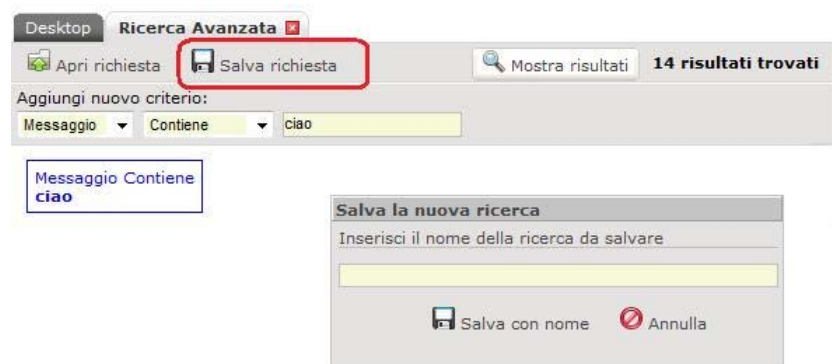 Desktop Ricerca Avanzata
Apri richiesta Salva richiesta Mostra risultati 14 risultati trovati
Aggiungi nuovo criterio:
Messaggio Contiene ciao
Messaggio Contiene
ciao
Salva la nuova ricerca
Inserisci il nome della ricerca da salvare
Salva con nome Annulla